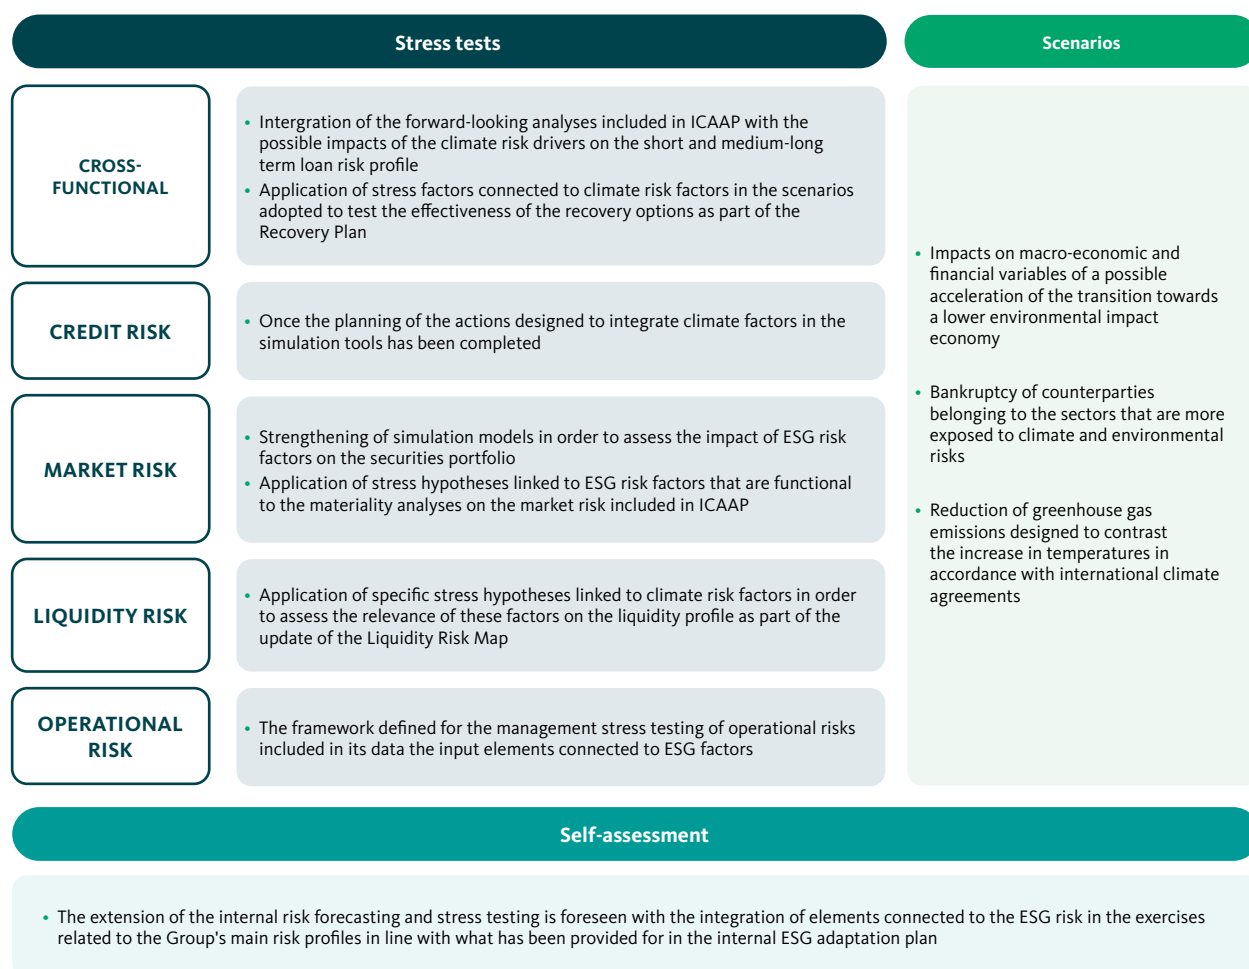 Stress tests
Scenarios
CROSS-
FUNCTIONAL
• Intergration of the forward-looking analyses included in ICAAP with the
possible impacts of the climate risk drivers on the short and medium-long
term loan risk profile
• Application of stress factors connected to climate risk factors in the scenarios
adopted to test the effectiveness of the recovery options as part of the
Recovery Plan
CREDIT RISK
• Once the planning of the actions designed to integrate climate factors in the
simulation tools has been completed
MARKET RISK
• Strengthening of simulation models in order to assess the impact of ESG risk
factors on the securities portfolio
• Application of stress hypotheses linked to ESG risk factors that are functional
to the materiality analyses on the market risk included in ICAAP
LIQUIDITY RISK
• Application of specific stress hypotheses linked to climate risk factors in order
to assess the relevance of these factors on the liquidity profile as part of the
update of the Liquidity Risk Map
OPERATIONAL
RISK
• The framework defined for the management stress testing of operational risks
included in its data the input elements connected to ESG factors
• Impacts on macro-economic and
financial variables of a possible
acceleration of the transition towards
a lower environmental impact
economy
• Bankruptcy of counterparties
belonging to the sectors that are more
exposed to climate and environmental
risks
• Reduction of greenhouse gas
emissions designed to contrast
the increase in temperatures in
accordance with international climate
agreements
Self-assessment
• The extension of the internal risk forecasting and stress testing is foreseen with the integration of elements connected to the ESG risk in the exercises
related to the Group's main risk profiles in line with what has been provided for in the internal ESG adaptation plan